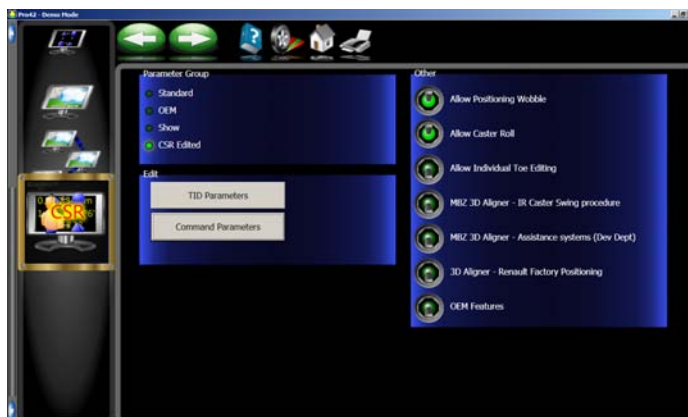 Pro42 - Demo Mode
Parameter Group
Standard
OEM
Show
CSR Edited
Edit
TID Parameters
Command Parameters
Other
Allow Positioning Wobble
Allow Caster Roll
Allow Individual Toe Editing
MBZ 3D Aligner - IR Caster Swing procedure
MBZ 3D Aligner - Assistance systems (Dev Dept)
3D Aligner - Renault Factory Positioning
OEM Features
CSR